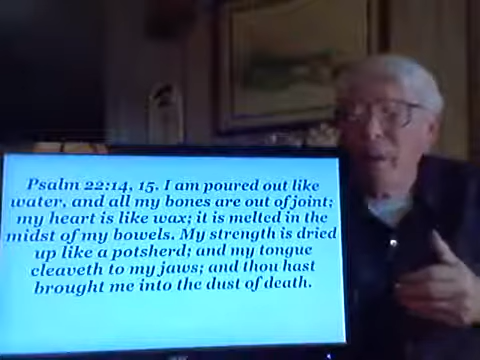 Psalm 22:14, 15. I am poured out like
water, and all my bones are out of joint;
my heart is like wax; it is melted in the
midst of my bowels. My strength is dried
up like a potsherd; and my tongue
cleaveth to my jaws; and thou hast
brought me into the dust of death.